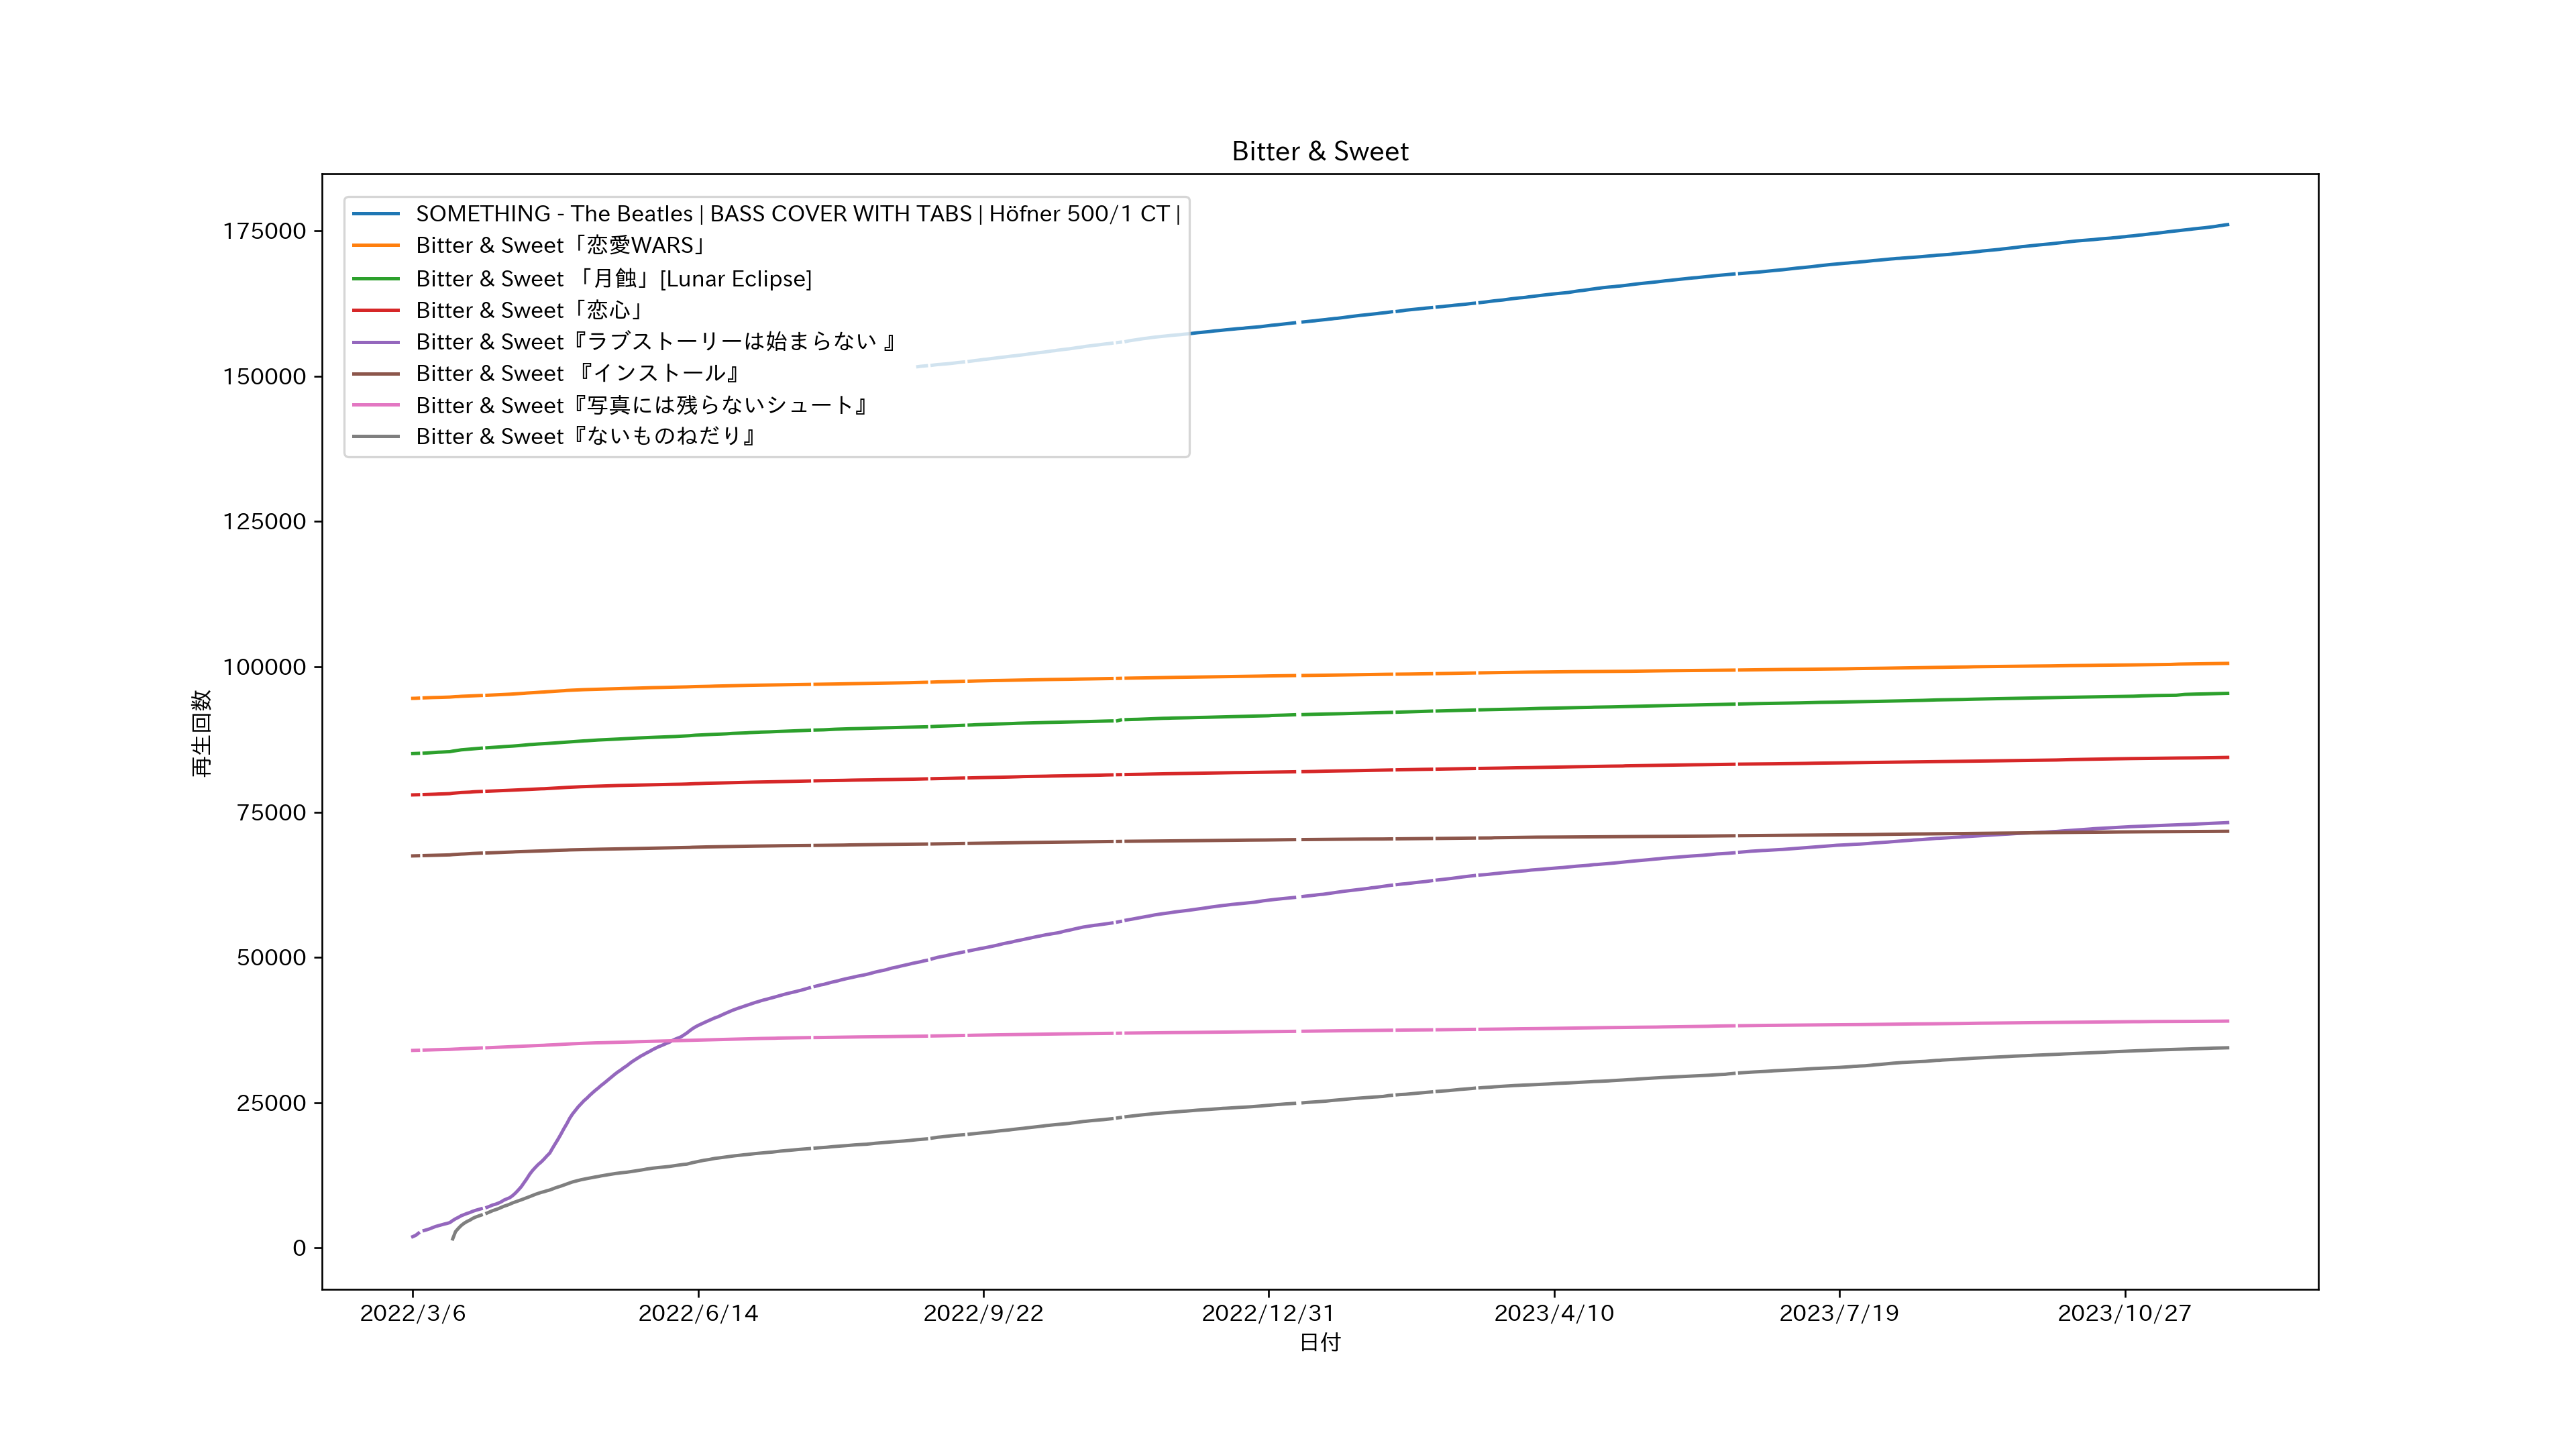 Bitter & Sweet
SOMETHING - The Beatles | BASS COVER WITH TABS | Höfner 500/1 CT |
Bitter & Sweet「恋愛WARS」
Bitter & Sweet 「月蝕」[Lunar Eclipse]
Bitter & Sweet「恋心」
Bitter & Sweet『ラブストーリーは始まらない 』
Bitter & Sweet 『インストール』
Bitter & Sweet『写真には残らないシュート』
Bitter & Sweet『ないものねだり』
175000
150000
125000
100000
75000
50000
25000
0
再生回数
2022/3/6
2022/6/14
2022/9/22
2022/12/31
2023/4/10
2023/7/19
2023/10/27
日付